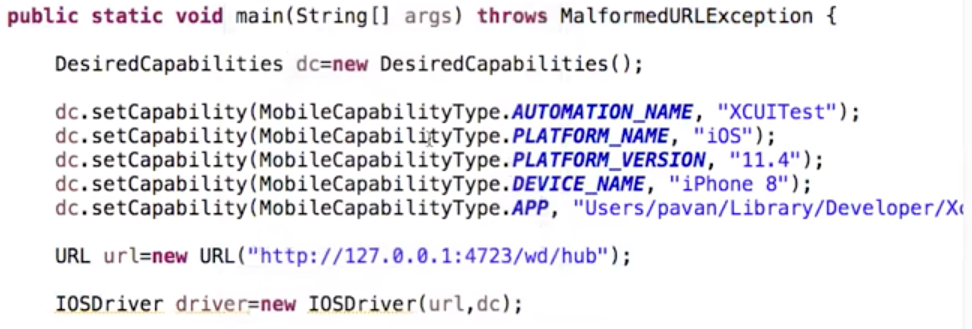 public static void main(String[] args) throws MalformedURLException {
DesiredCapabilities dc=new DesiredCapabilities();
dc.setCapability(MobileCapabilityType.AUTOMATION_NAME, "XCUITest");
dc.setCapability(MobileCapabilityType.PLATFORM_NAME, "iOS");
dc.setCapability(MobileCapabilityType.PLATFORM_VERSION, "11.4");
dc.setCapability(MobileCapabilityType.DEVICE_NAME, "iPhone 8");
dc.setCapability(MobileCapabilityType.APP, "Users/pavan/Library/Developer/
URL url=new URL("http://127.0.0.1:4723/wd/hub");
IOSDriver driver=new IOSDriver(url,dc);